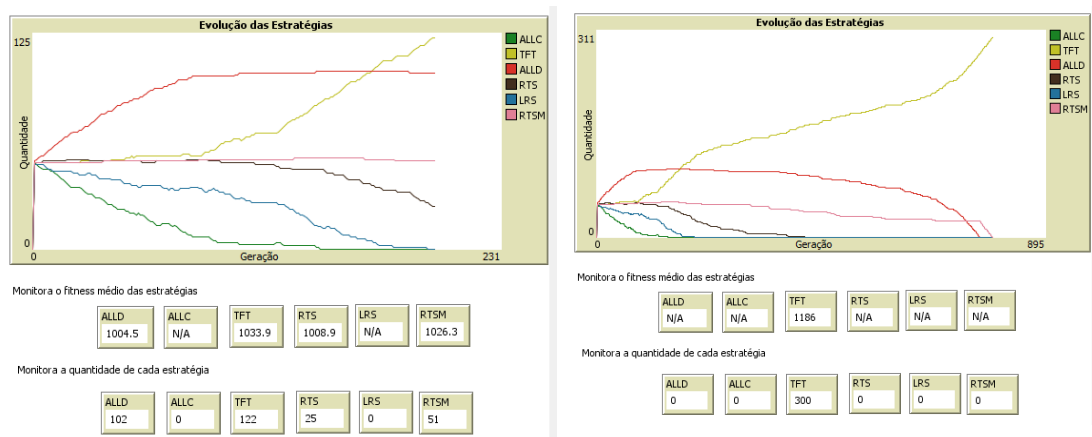 Evolução das Estratégias
125
Quantidade
0
0
Geração
231
ALLC
TFT
ALLD
RTS
LRS
RTSM
Monitora o fitness médio das estratégias
ALLD ALLC TFT RTS LRS RTSM
1004.5 N/A 1033.9 1008.9 N/A 1026.3
Monitora a quantidade de cada estratégia
ALLD ALLC TFT RTS LRS RTSM
102 0 122 25 0 51
Evolução das Estratégias
311
Quantidade
0
0
Geração
895
ALLC
TFT
ALLD
RTS
LRS
RTSM
Monitora o fitness médio das estratégias
ALLD ALLC TFT RTS LRS RTSM
N/A N/A 1186 N/A N/A N/A
Monitora a quantidade de cada estratégia
ALLD ALLC TFT RTS LRS RTSM
0 0 300 0 0 0